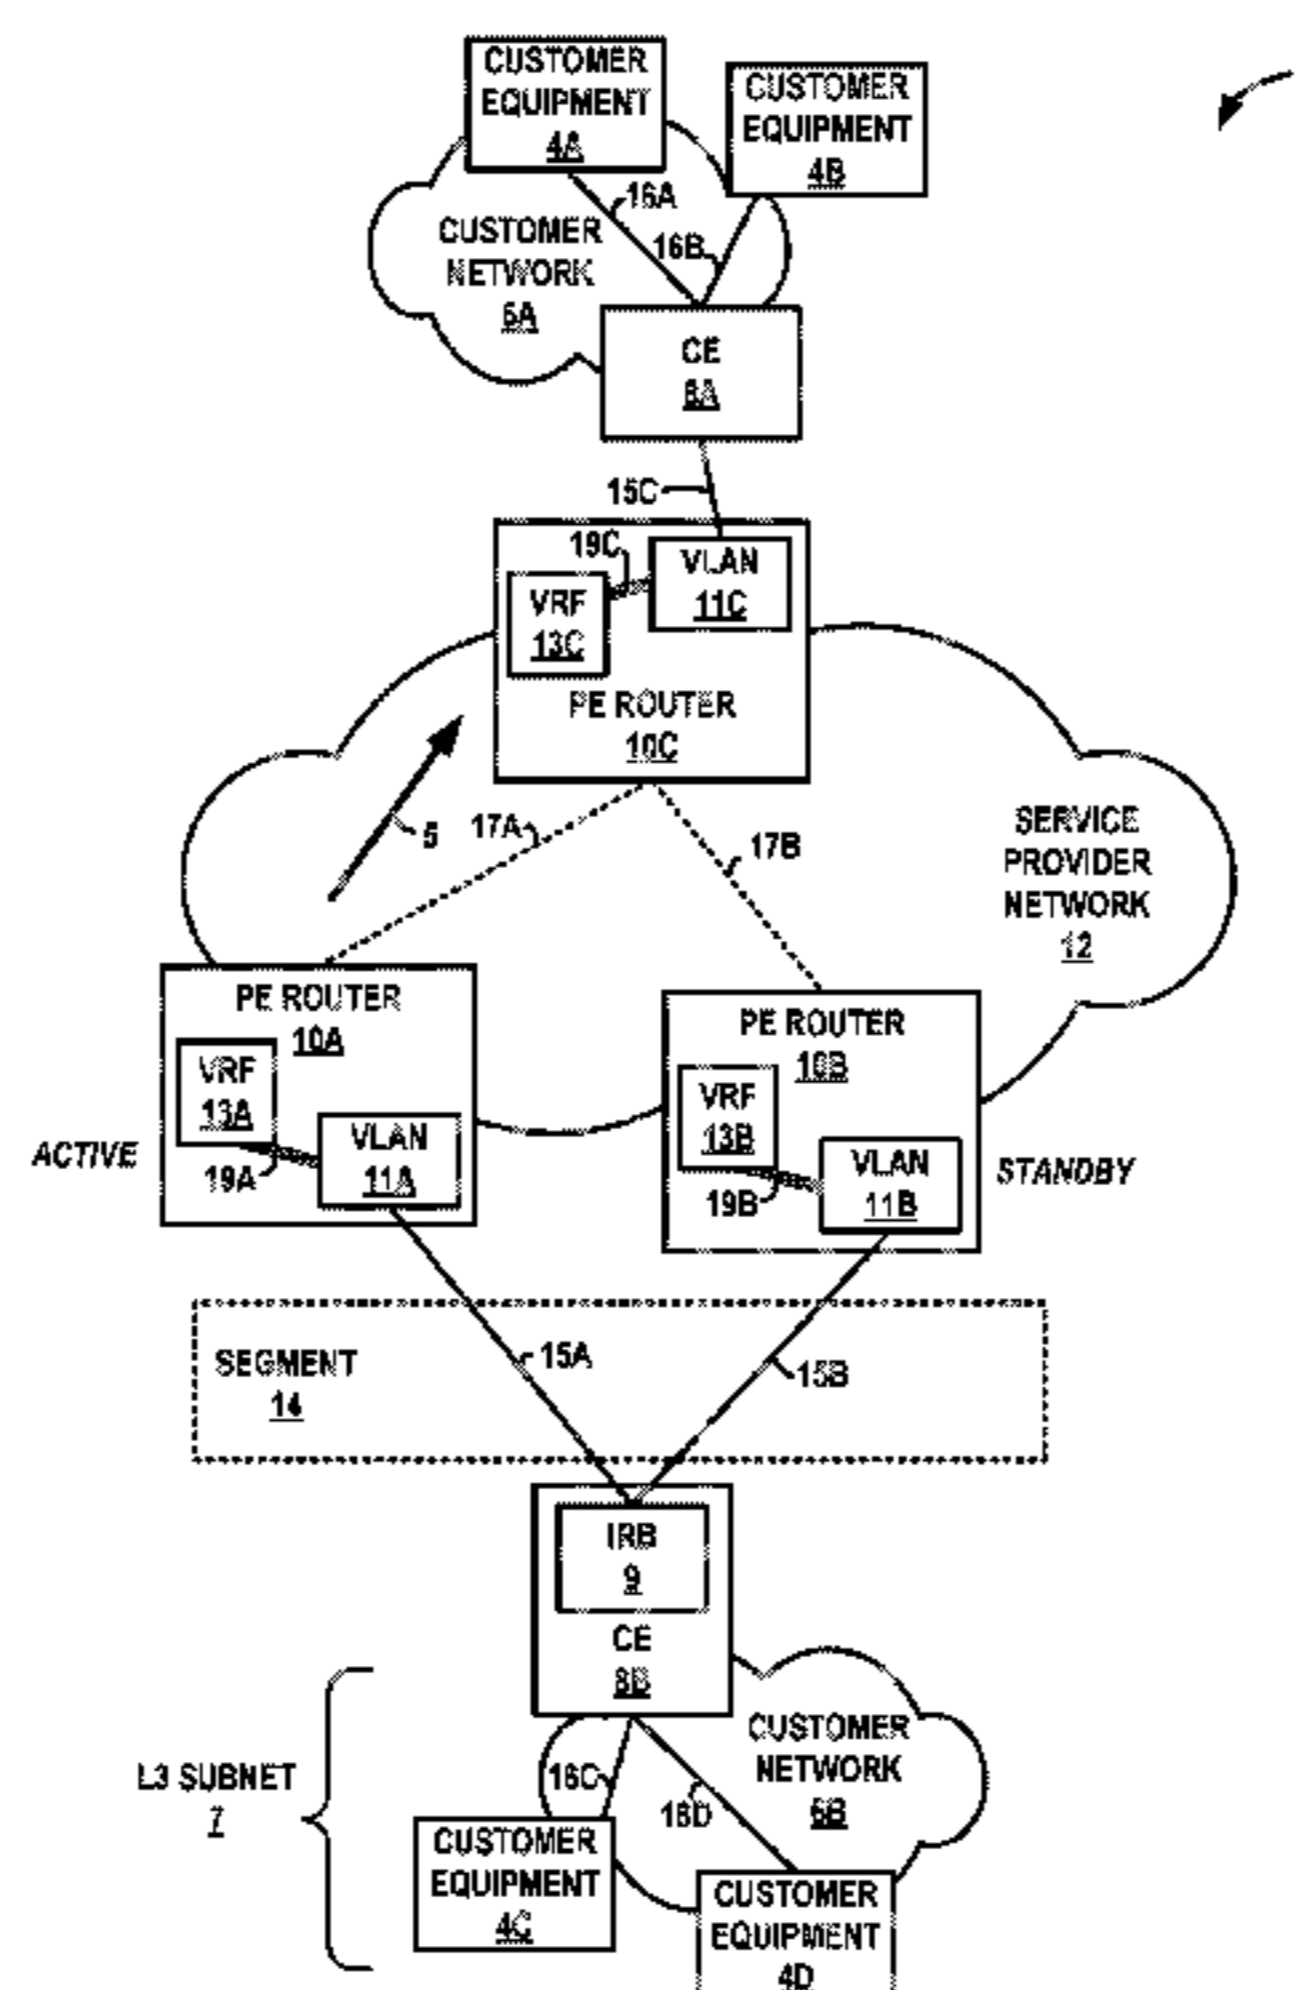 CUSTOMER
EQUIPMENT
4A
CUSTOMER
EQUIPMENT
4B
16A
16B
CUSTOMER
NETWORK
6A
CE
8A
15C
19C
VLAN
11C
VRF
13C
PE ROUTER
10C
5
17A
17B
SERVICE
PROVIDER
NETWORK
12
PE ROUTER
10A
VRF
13A
VLAN
11A
19A
ACTIVE
PE ROUTER
10B
VRF
13B
VLAN
11B
19B
STANDBY
SEGMENT
14
15A
15B
IRB
9
CE
8B
L3 SUBNET
7
16C
16D
CUSTOMER
NETWORK
6B
CUSTOMER
EQUIPMENT
4C
CUSTOMER
EQUIPMENT
4D